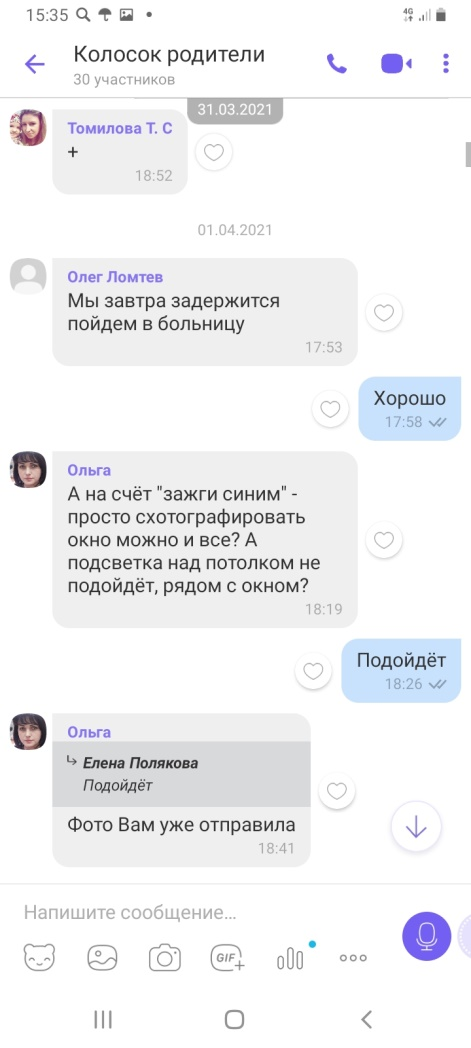 15:35
4G
Колосок родители
30 участников
31.03.2021
Томилова Т. С
+
18:52
01.04.2021
Олег Ломтев
Мы завтра задержится
пойдем в больницу
17:53
Хорошо
17:58
Ольга
А на счёт "зажги синим" -
просто схотографировать
окно можно и все? А
подсветка над потолком не
подойдёт, рядом с окном?
18:19
Подойдёт
18:26
Ольга
Елена Полякова
Подойдёт
Фото Вам уже отправила
18:41
Напишите сообщение...
GIF